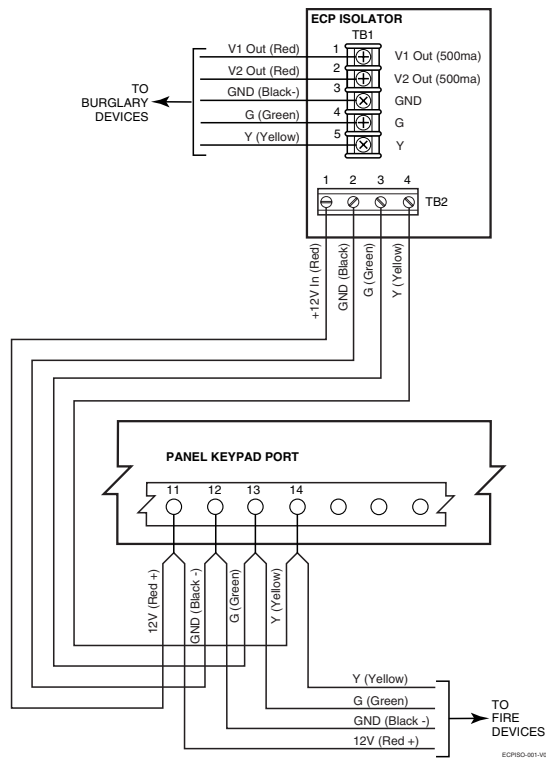 ECP ISOLATOR
TB1
V1 Out (Red) 1 V1 Out (500ma)
V2 Out (Red) 2 V2 Out (500ma)
GND (Black-) 3 GND
G (Green) 4 G
Y (Yellow) 5 Y
TO
BURGLARY
DEVICES
1 2 3 4
TB2
+12V In (Red)
GND (Black)
G (Green)
Y (Yellow)
PANEL KEYPAD PORT
11 12 13 14
12V (Red +)
GND (Black -)
G (Green)
Y (Yellow)
Y (Yellow)
G (Green)
GND (Black -)
12V (Red +)
TO
FIRE
DEVICES
ECPISO-001-V0